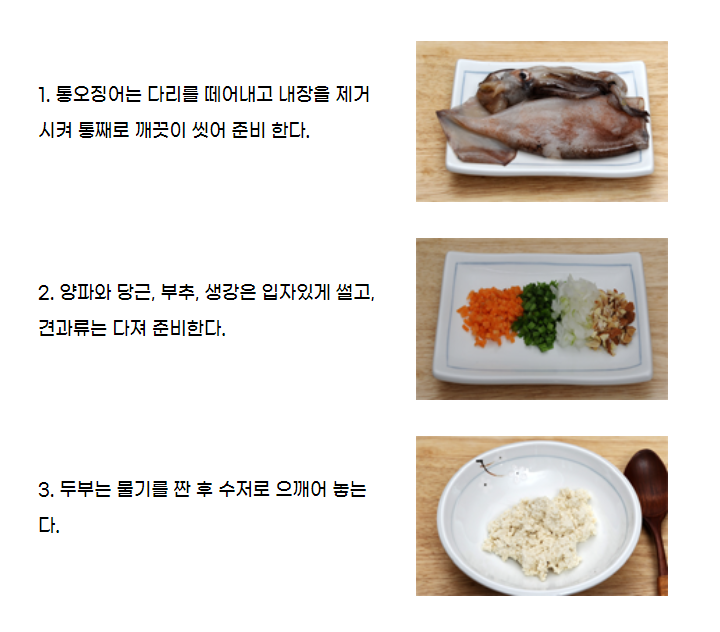 1. 통오징어는 다리를 떼어내고 내장을 제거
시켜 통째로 깨끗이 씻어 준비 한다.
2. 양파와 당근, 부추, 생강은 입자있게 썰고,
견과류는 다져 준비한다.
3. 두부는 물기를 짠 후 수저로 으깨어 놓는
다.